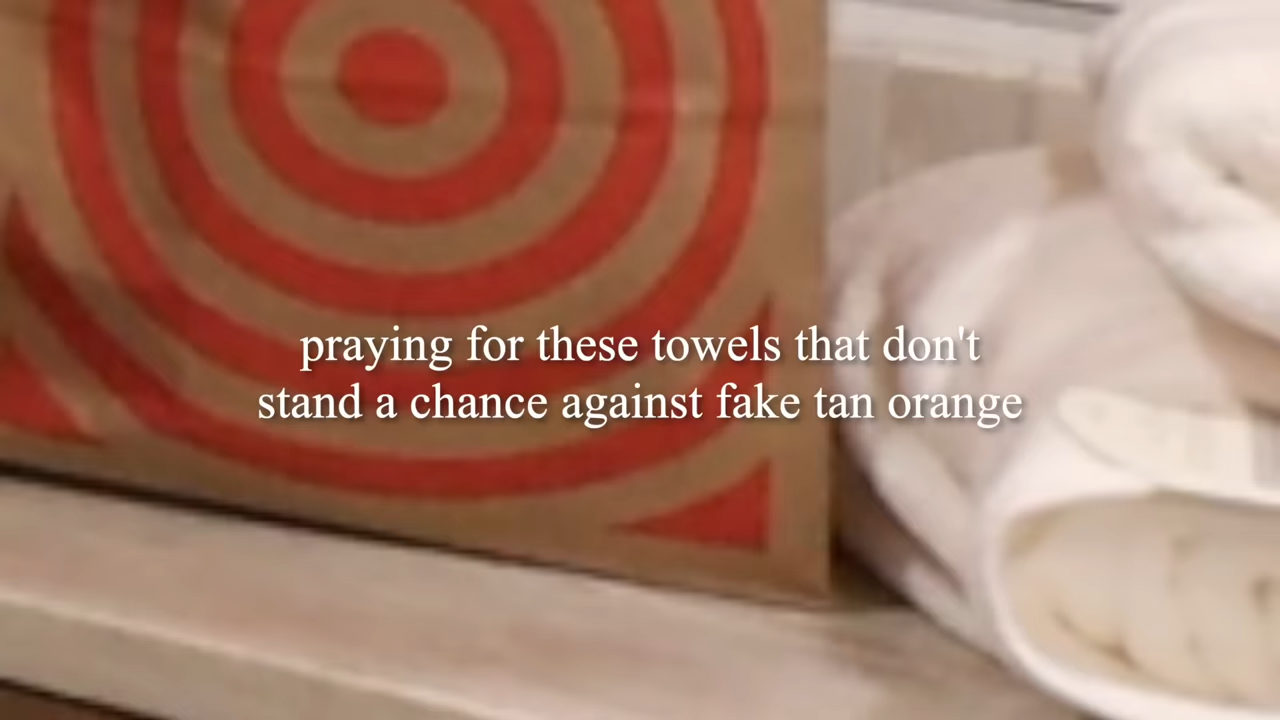 praying for these towels that don't
stand a chance against fake tan orange